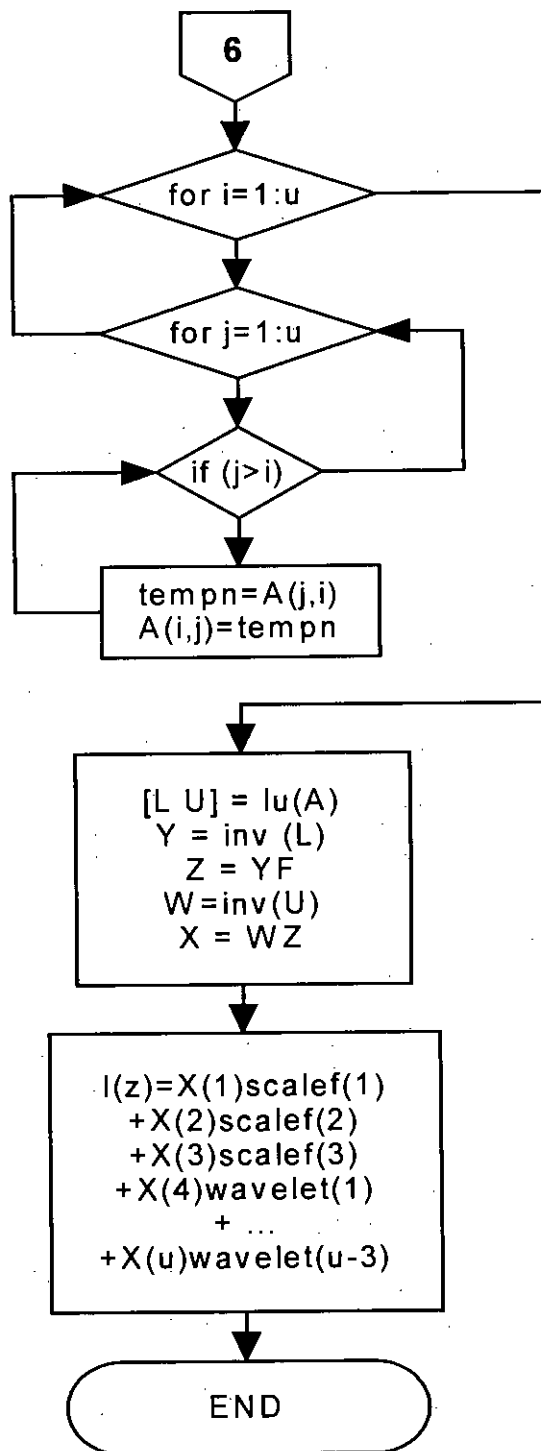 6
for i=1:u
for j=1:u
if (j>i)
tempn=A(j,i)
A(i,j)=tempn
[L U] = lu(A)
Y = inv (L)
Z = YF
W=inv(U)
X = WZ
I(z)=X(1)scalef(1)
+X(2)scalef(2)
+X(3)scalef(3)
+X(4)wavelet(1)
+ ...
+X(u)wavelet(u-3)
END